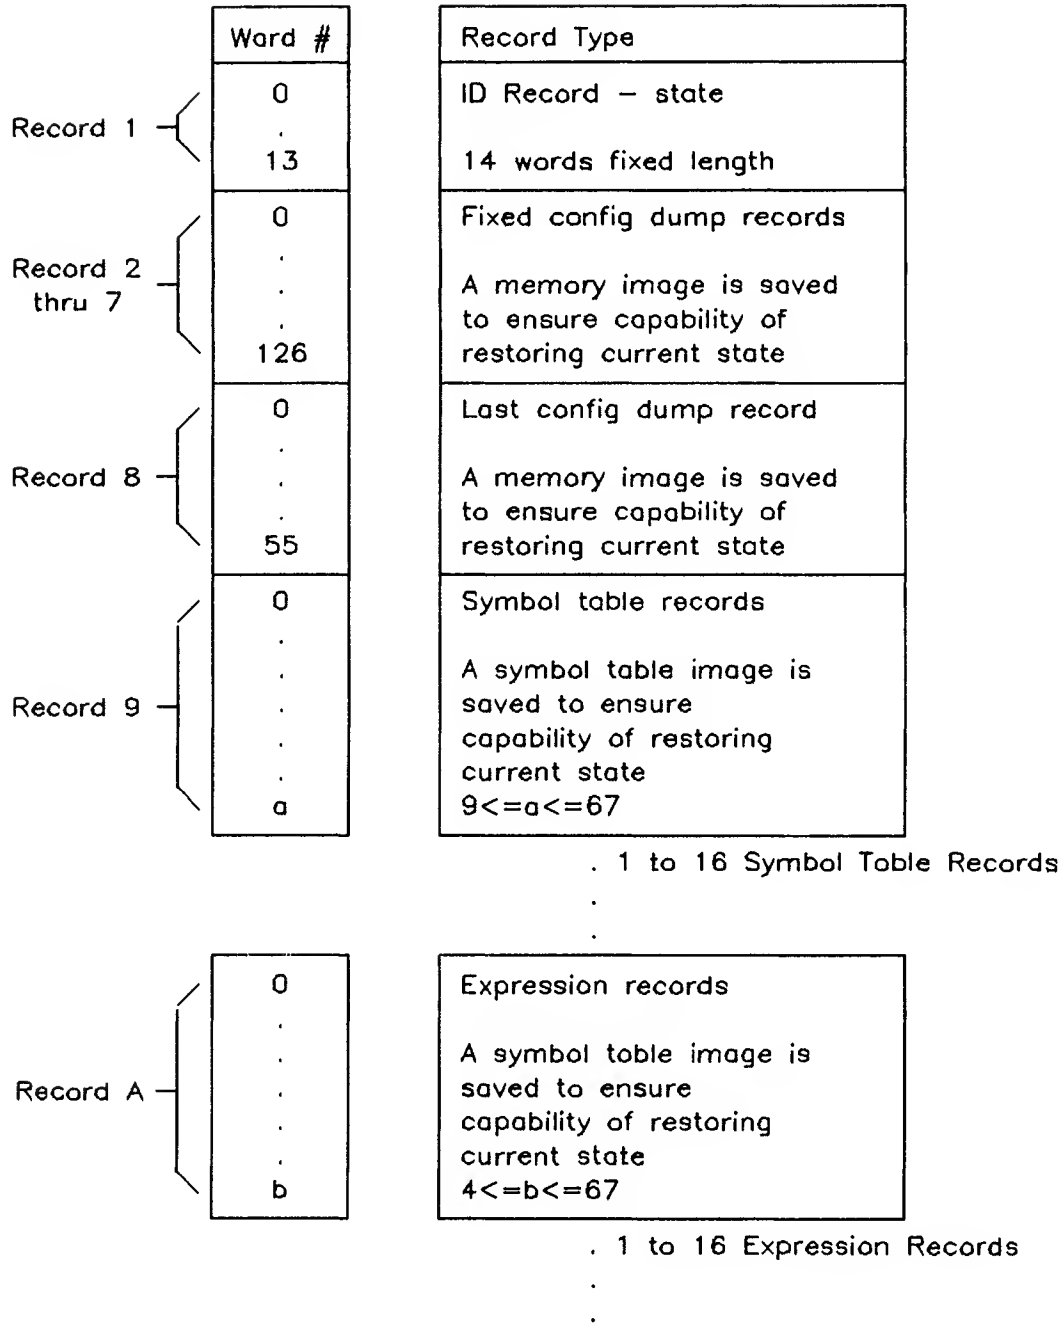 Word # Record Type
0 ID Record – state
Record 1 .
13 14 words fixed length
0 Fixed config dump records
.
Record 2 . A memory image is saved
thru 7 . to ensure capability of
126 restoring current state
0 Last config dump record
.
Record 8 . A memory image is saved
. to ensure capability of
55 restoring current state
0 Symbol table records
.
. A symbol table image is
Record 9 . saved to ensure
. capability of restoring
. current state
a 9<=a<=67
. 1 to 16 Symbol Table Records
.
.
0 Expression records
.
. A symbol table image is
Record A . saved to ensure
. capability of restoring
. current state
b 4<=b<=67
. 1 to 16 Expression Records
.
.